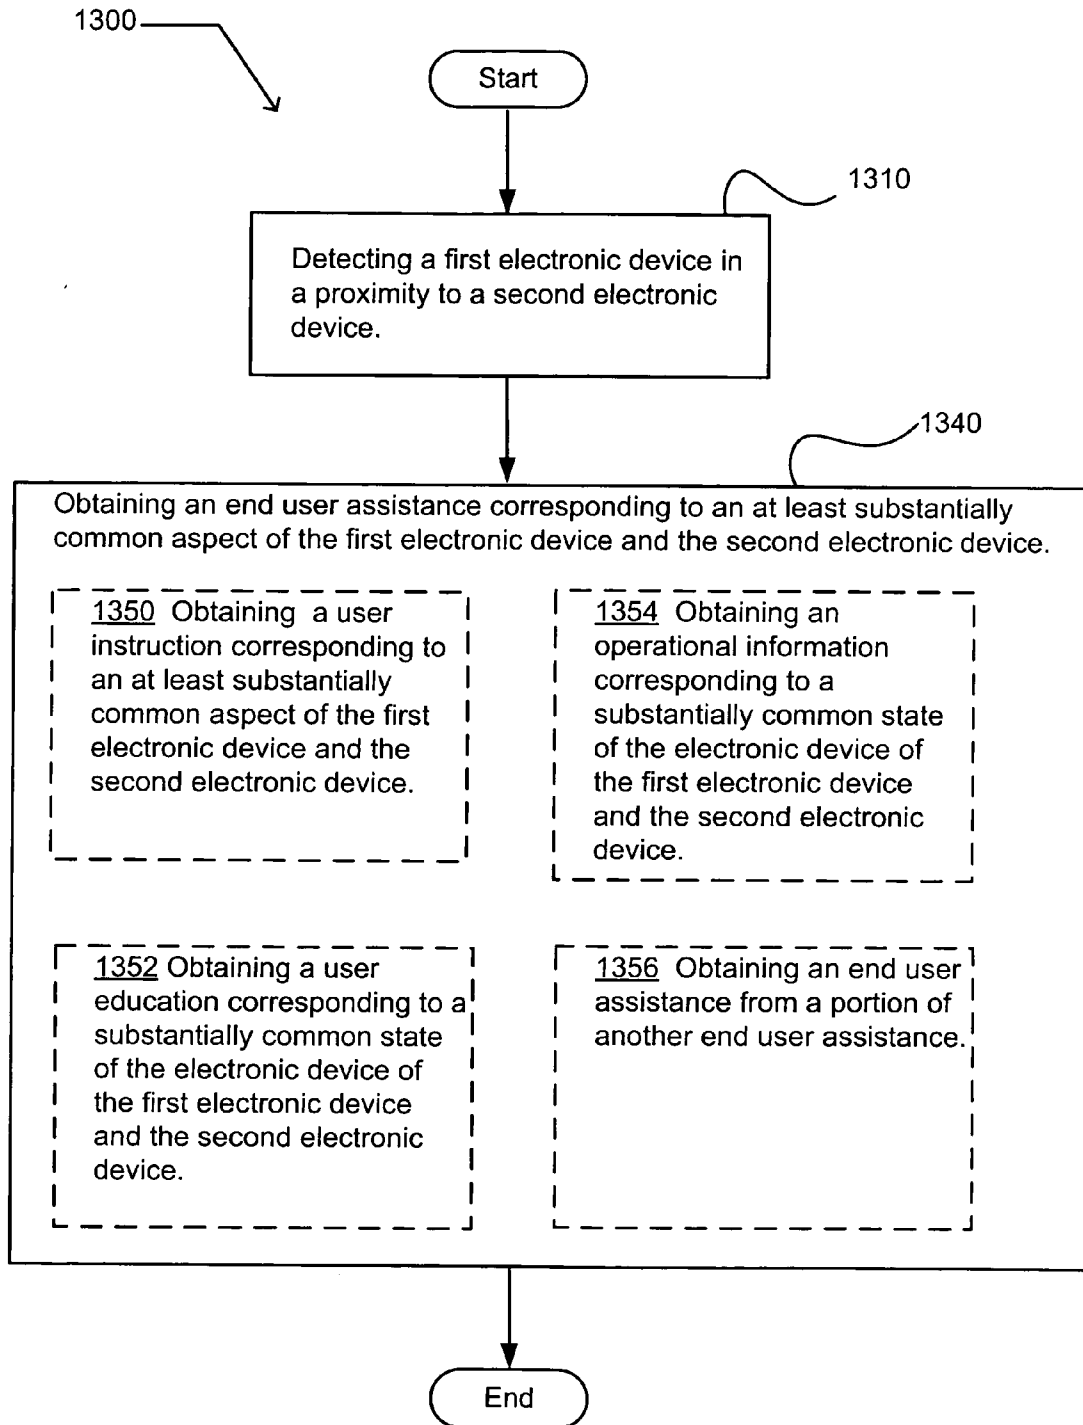 1300
Start
1310
Detecting a first electronic device in
a proximity to a second electronic
device.
1340
Obtaining an end user assistance corresponding to an at least substantially
common aspect of the first electronic device and the second electronic device.
1350 Obtaining a user
instruction corresponding to
an at least substantially
common aspect of the first
electronic device and the
second electronic device.
1354 Obtaining an
operational information
corresponding to a
substantially common state
of the electronic device of
the first electronic device
and the second electronic
device.
1352 Obtaining a user
education corresponding to a
substantially common state
of the electronic device of
the first electronic device
and the second electronic
device.
1356 Obtaining an end user
assistance from a portion of
another end user assistance.
End